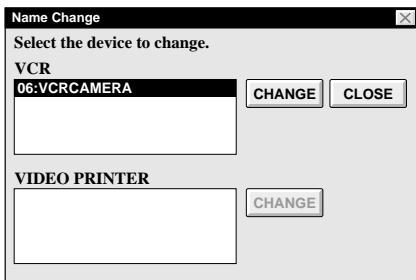 Name Change
Select the device to change.
VCR
06:VCRCAMERA
CHANGE CLOSE
VIDEO PRINTER
CHANGE